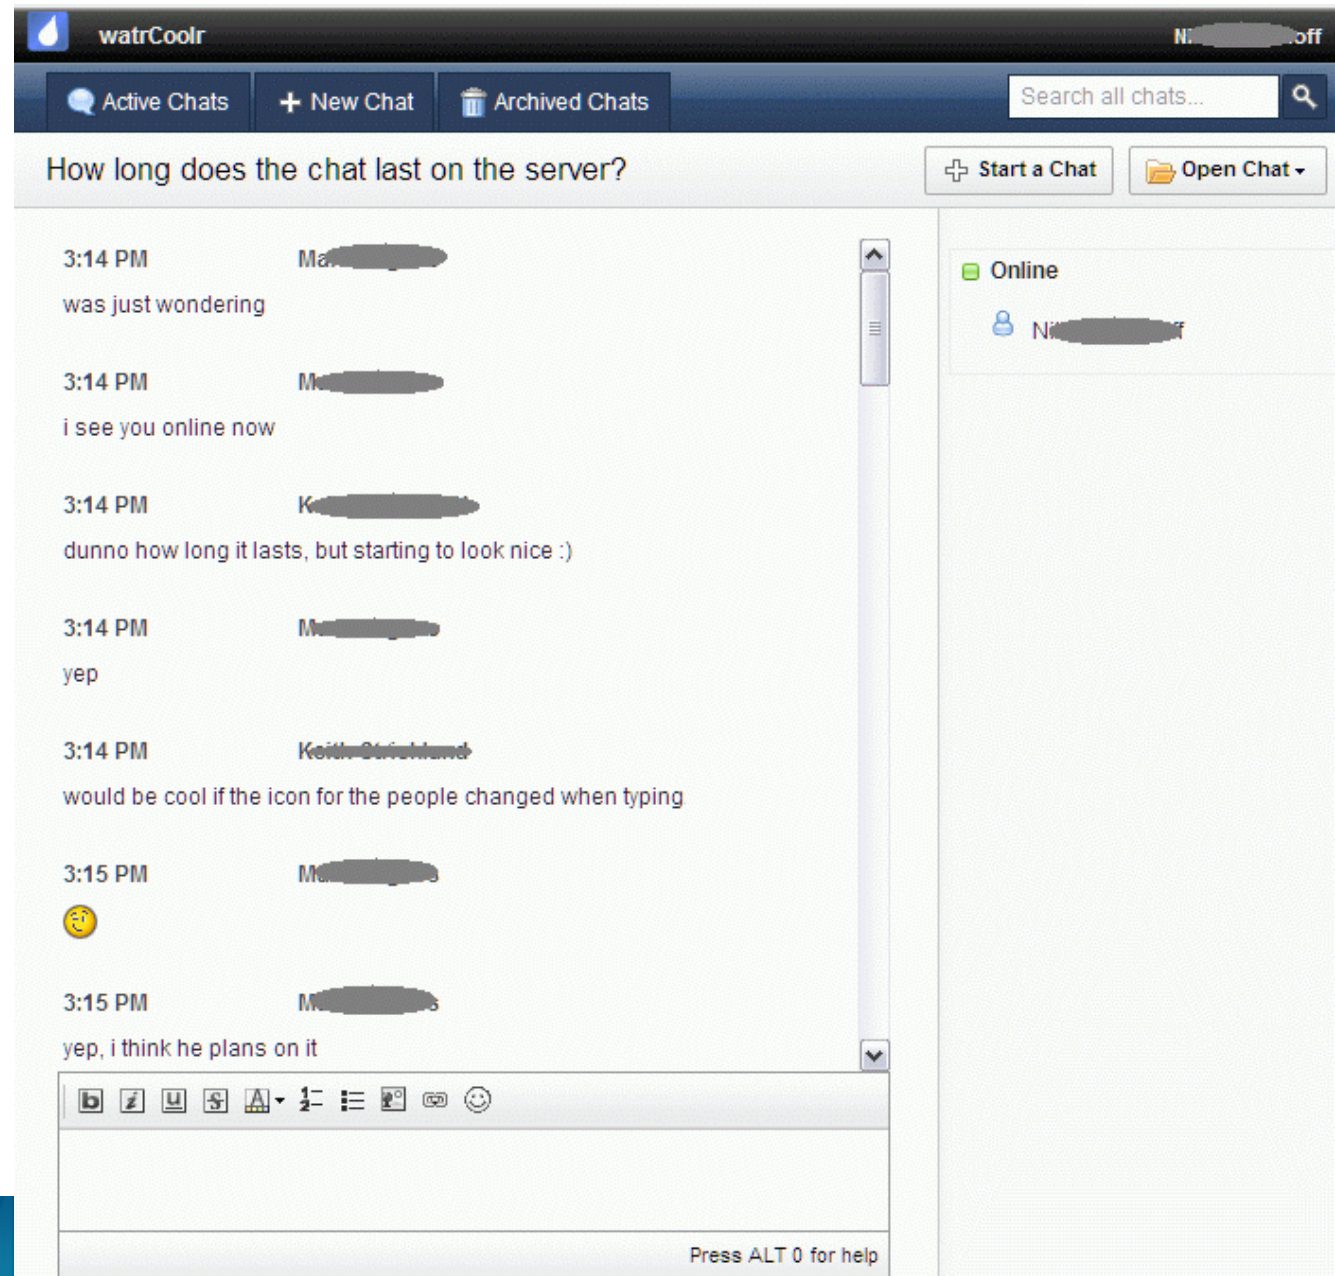 watrCoolr
Active Chats
New Chat
Archived Chats
Search all chats...
How long does the chat last on the server?
Start a Chat
Open Chat
3:14 PM
was just wondering
3:14 PM
i see you online now
3:14 PM
dunno how long it lasts, but starting to look nice :)
3:14 PM
yep
3:14 PM
would be cool if the icon for the people changed when typing
3:15 PM
3:15 PM
yep, i think he plans on it
Online
Press ALT 0 for help